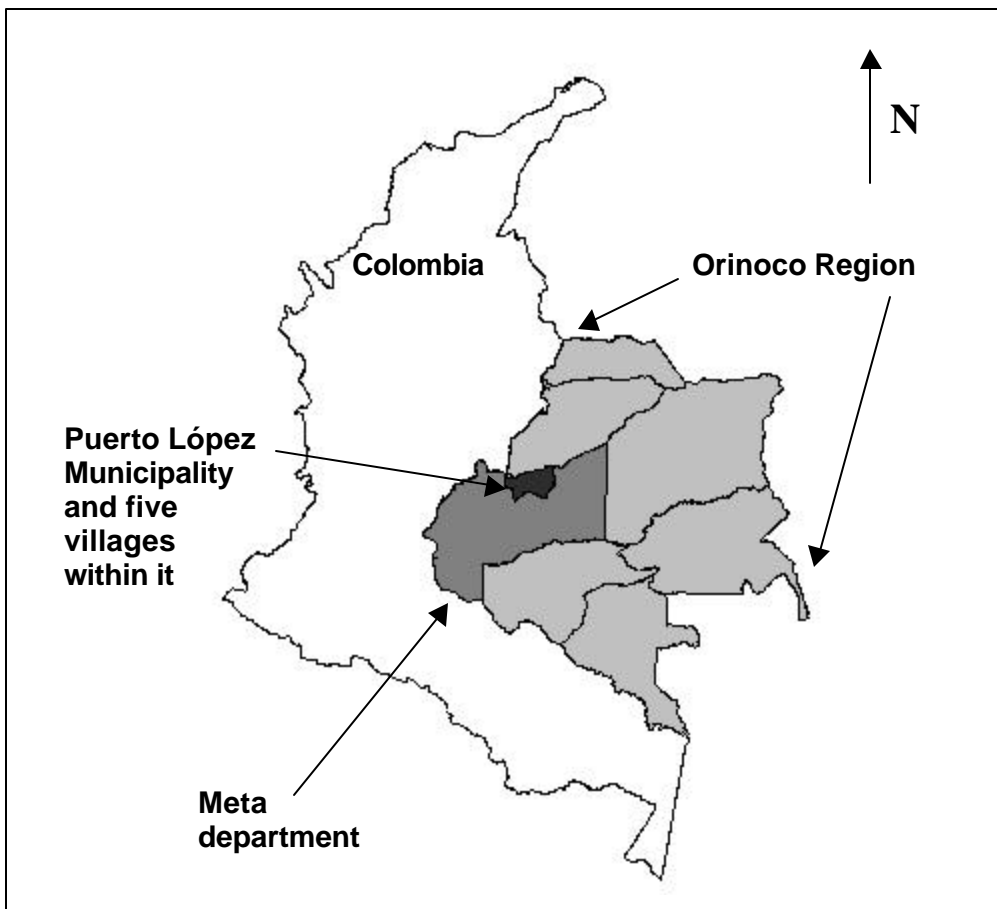 N
Colombia
Orinoco Region
Puerto López
Municipality
and five
villages
within it
Meta
department